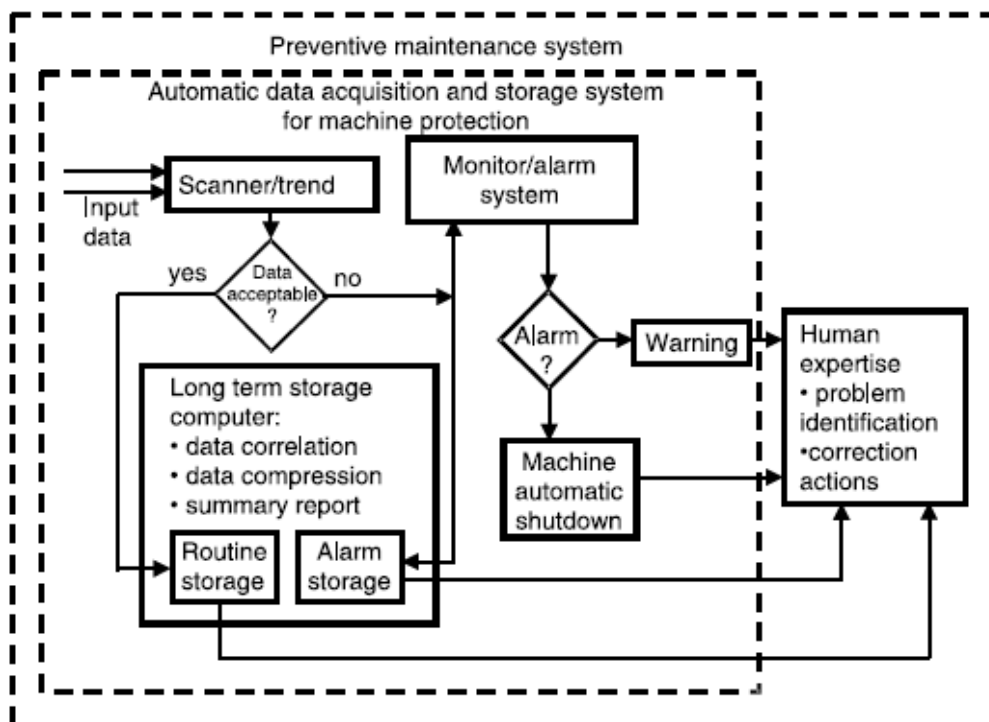 Preventive maintenance system
Automatic data acquisition and storage system
for machine protection
Scanner/trend
Monitor/alarm
system
Input
data
yes
Data
acceptable
?
no
Alarm
?
Warning
Human
expertise
• problem
identification
•correction
actions
Long term storage
computer:
• data correlation
• data compression
• summary report
Machine
automatic
shutdown
Routine
storage
Alarm
storage